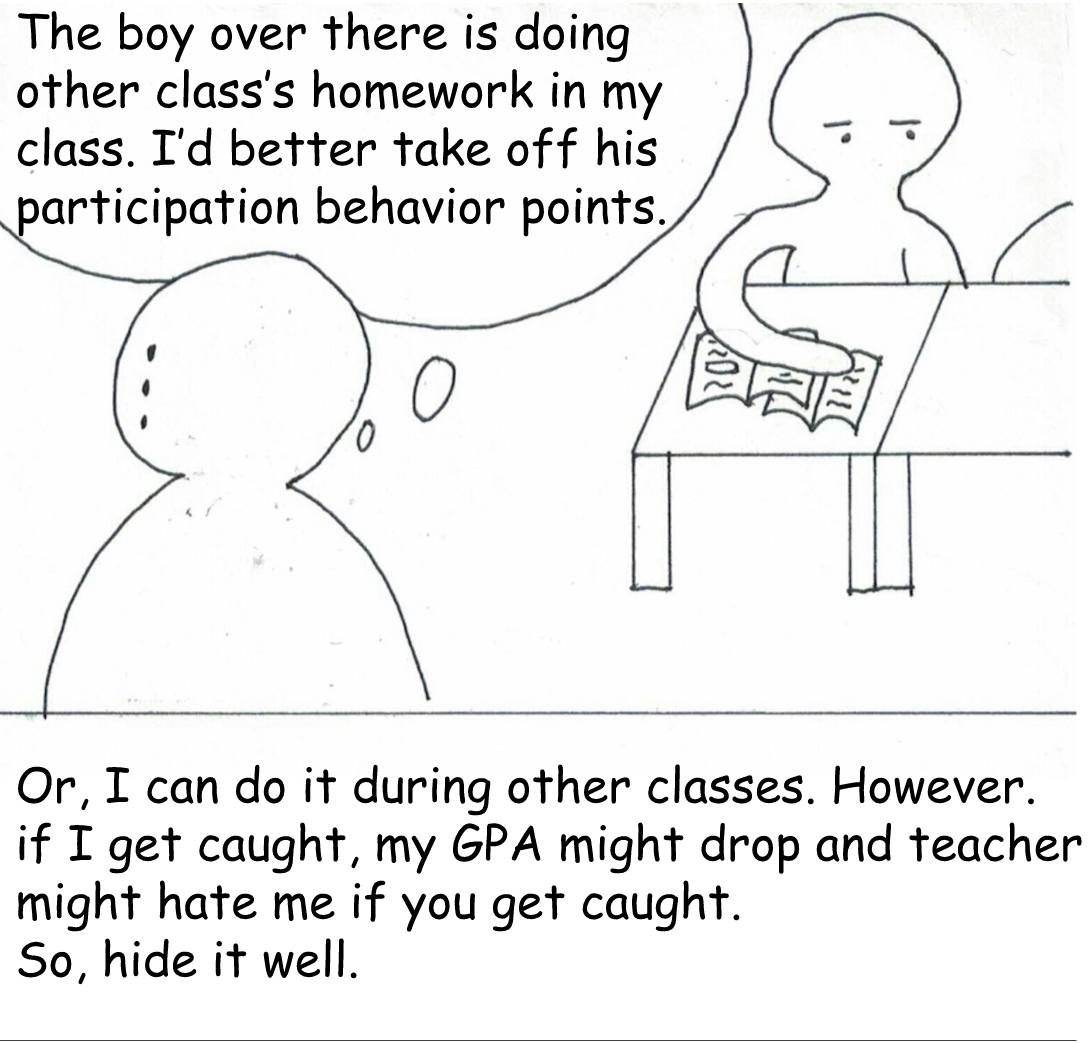 The boy over there is doing
other class's homework in my
class. I'd better take off his
participation behavior points.
Or, I can do it during other classes. However.
if I get caught, my GPA might drop and teacher
might hate me if you get caught.
So, hide it well.